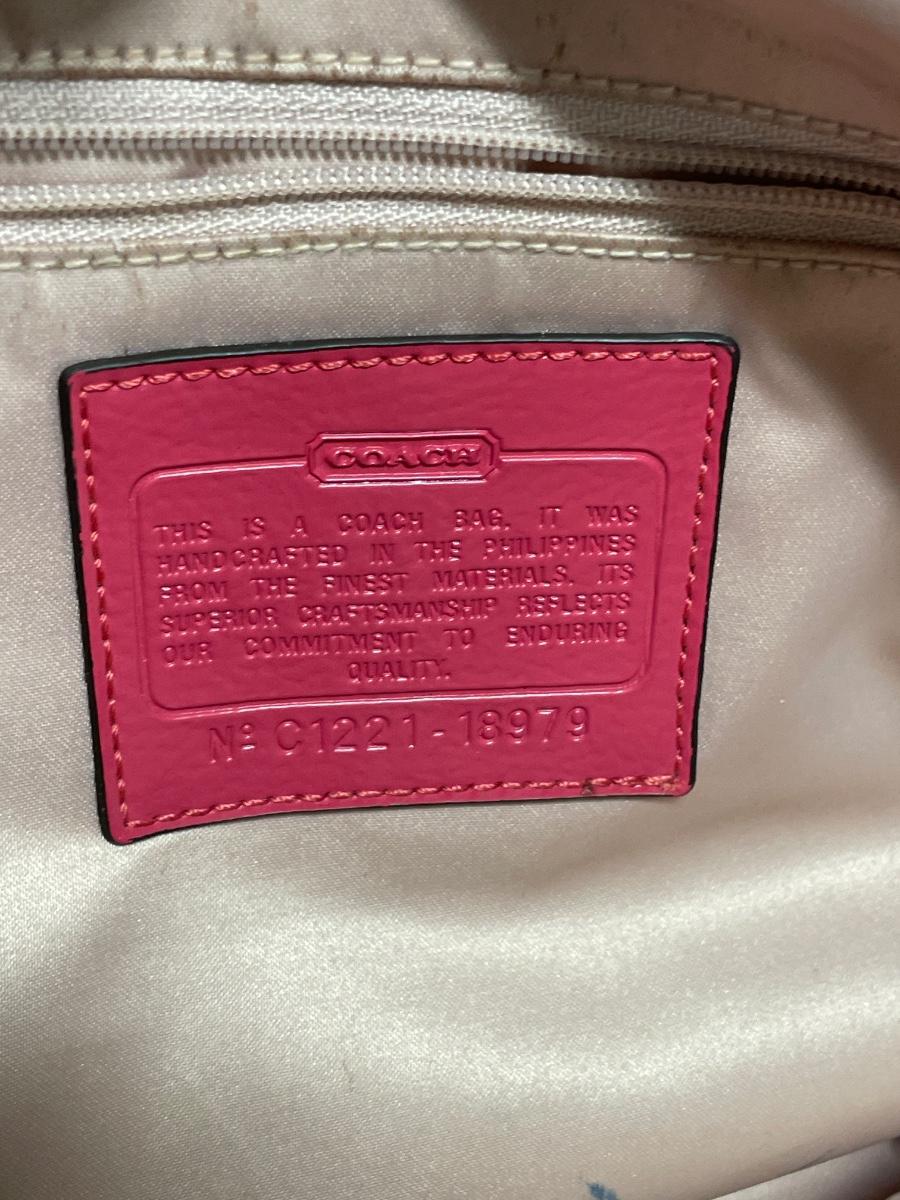 COACH
THIS IS A COACH BAG. IT WAS
HANDCRAFTED IN THE PHILIPPINES
FROM THE FINEST MATERIALS. ITS
SUPERIOR CRAFTSMANSHIP REFLECTS
OUR COMMITMENT TO ENDURING
QUALITY.
Nº C1221-18979